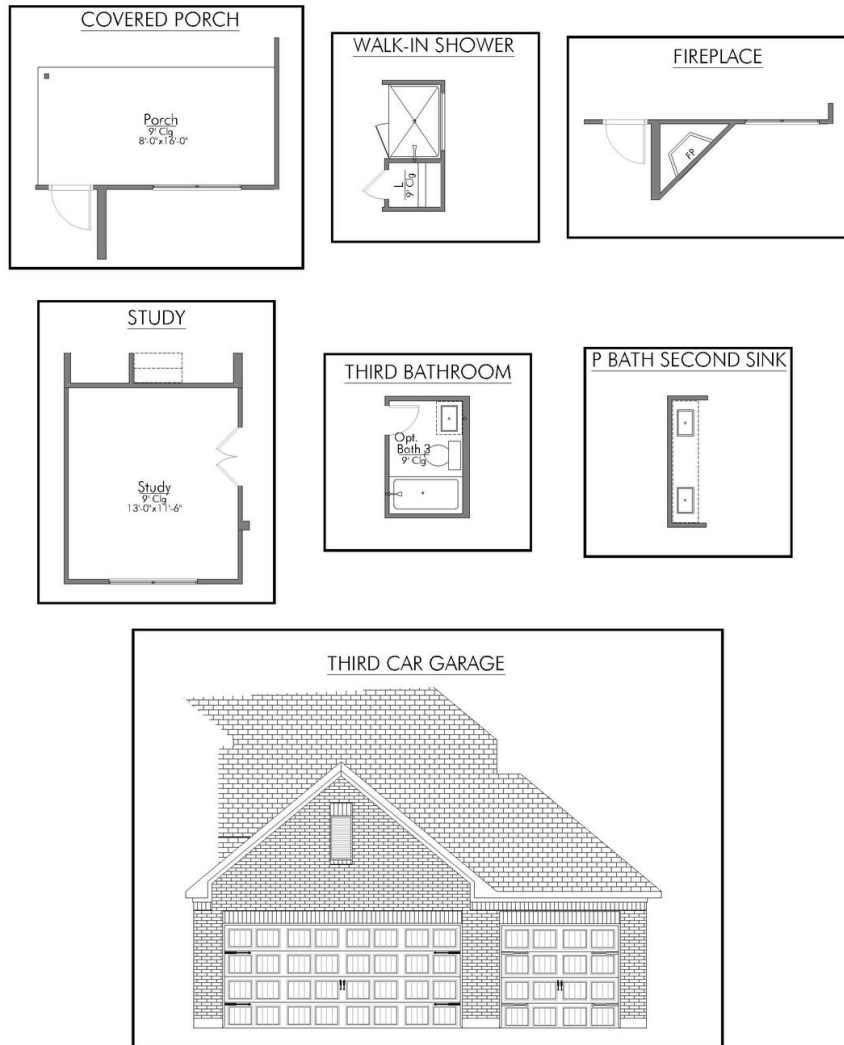 COVERED PORCH
Porch
9' Clg
8'-0"x16'-0"
WALK-IN SHOWER
L
9' Clg
FIREPLACE
FP
STUDY
Study
9' Clg
13'-0"x11'-6"
THIRD BATHROOM
Opt.
Bath 3
9' Clg
P BATH SECOND SINK
THIRD CAR GARAGE